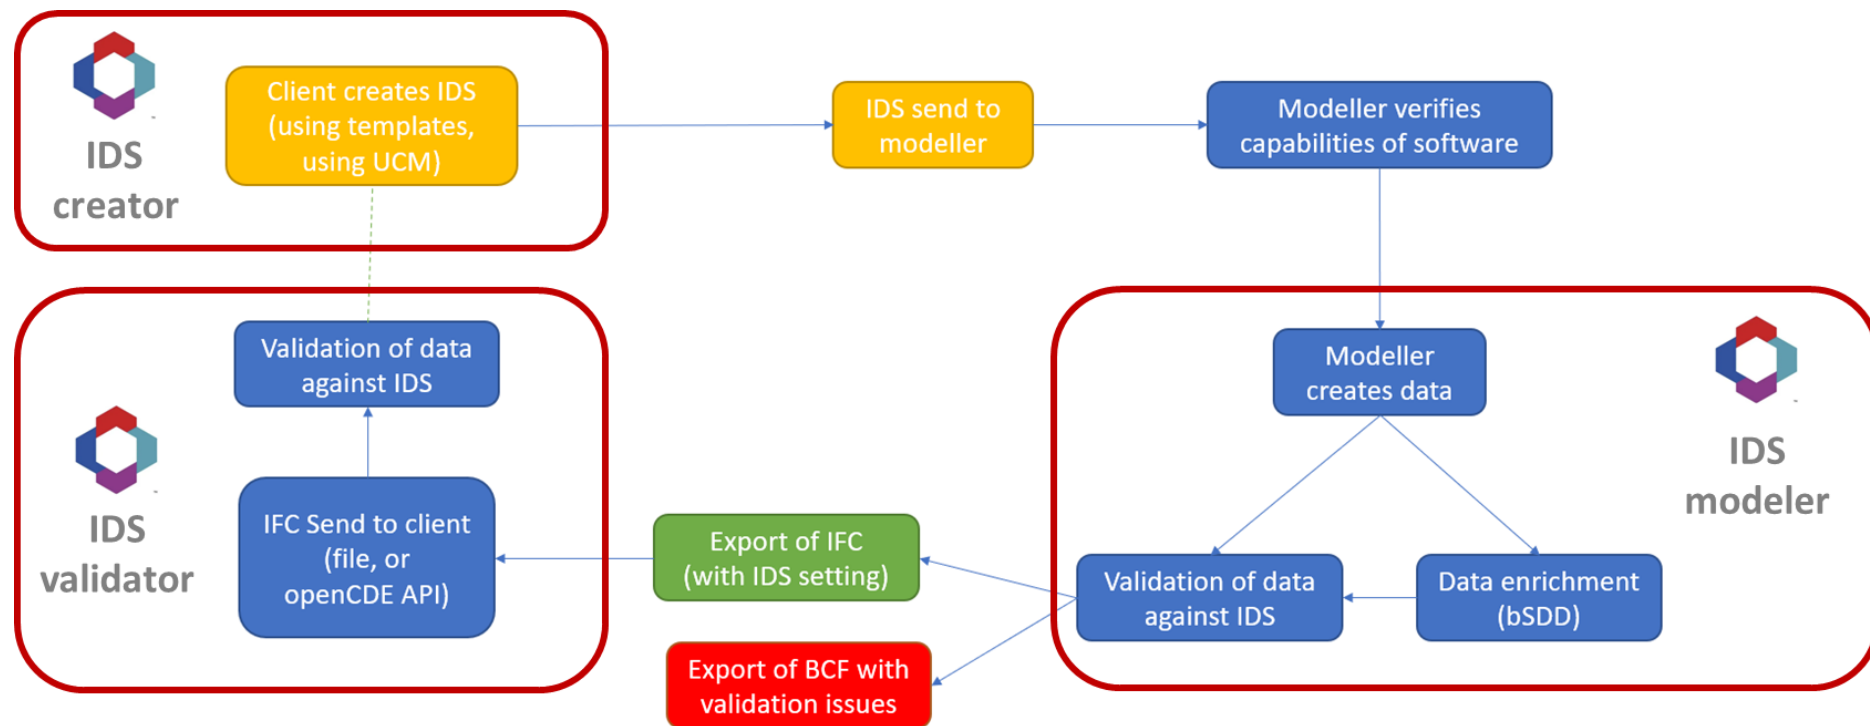 IDS
creator
Client creates IDS
(using templates,
using UCM)
IDS send to
modeller
Modeller verifies
capabilities of software
Modeller
creates data
IDS
modeler
Validation of data
against IDS
Data enrichment
(bSDD)
Export of IFC
(with IDS setting)
Export of BCF with
validation issues
IDS
validator
IFC Send to client
(file, or
openCDE API)
Validation of data
against IDS